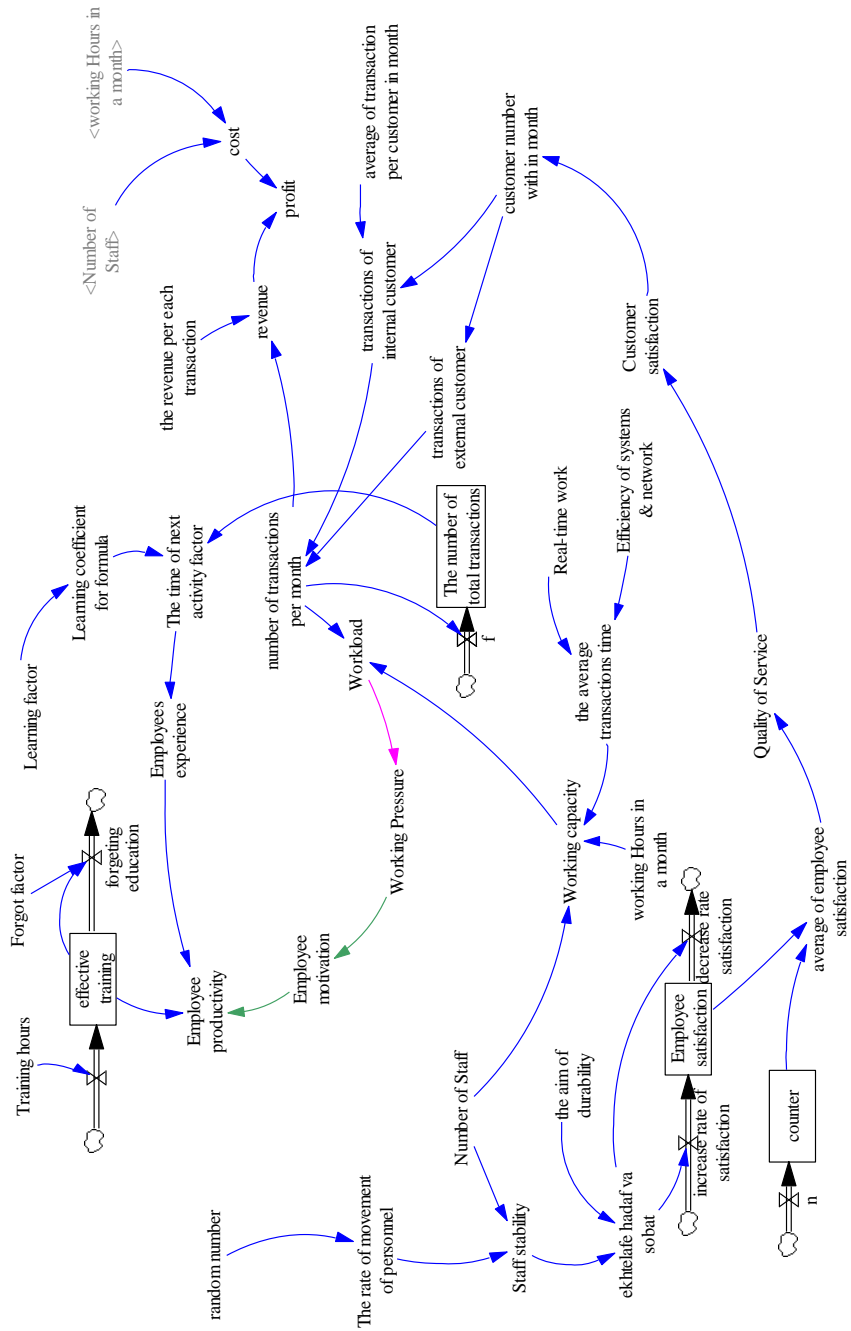 Training hours
Forgot factor
Learning factor
effective
training
forgeting
education
Learning coefficient
for formula
<Number of
Staff>
<working Hours in
a month>
random number
Employee
productivity
Employees
experience
The time of next
activity factor
the revenue per each
transaction
cost
revenue
profit
Employee
motivation
number of transactions
per month
The rate of movement
of personnel
Workload
transactions of
internal customer
average of transaction
per customer in month
Working Pressure
transactions of
external customer
The number of
total transactions
f
Number of Staff
customer number
with in month
Staff stability
the aim of
durability
Working capacity
the average
transactions time
Real-time work
Efficiency of systems
& network
ekhtelafe hadaf va
sobat
working Hours in
a month
Customer
satisfaction
increase rate of
satisfaction
Employee
satisfaction
decrease rate
satisfaction
Quality of Service
n
counter
average of employee
satisfaction